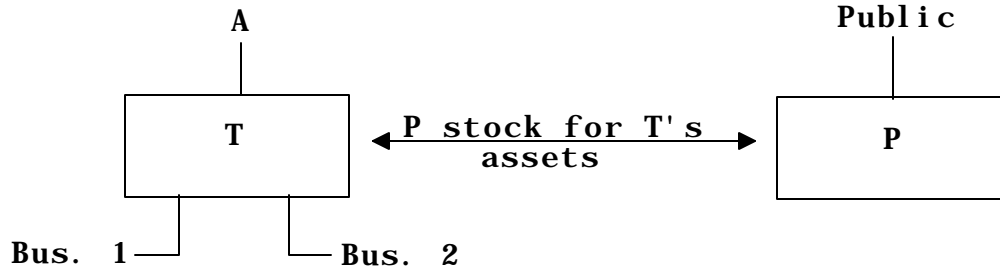 A
Public
T
P stock for T's
assets
P
Bus. 1
Bus. 2